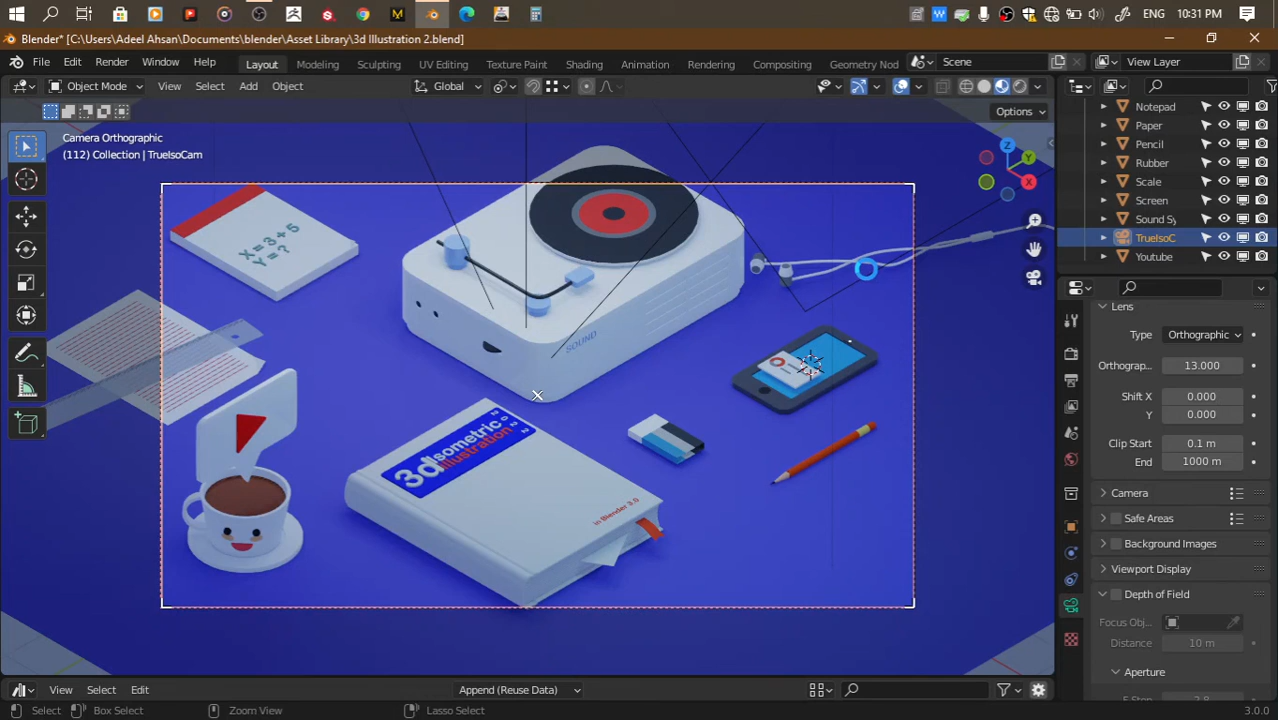 ENG
10:31 PM
Blender* [C:\Users\Adeel Ahsan\Documents\blender\Asset Library\3d Illustration 2.blend]
File Edit Render Window Help
Layout Modeling Sculpting UV Editing Texture Paint Shading Animation Rendering Compositing Geometry Nod
Scene
View Layer
Object Mode
View Select Add Object
Global
Options
Camera Orthographic
(112) Collection | TrueIsoCam
Z
Y
X
X = 3 + 5
Y = ?
SOUND
3d Isometric
illustration
2022
in Blender 3.0
Notepad
Paper
Pencil
Rubber
Scale
Screen
Sound Sy
TrueIsoC
Youtube
Lens
Type Orthographic
Orthograp... 13.000
Shift X 0.000
Y 0.000
Clip Start 0.1 m
End 1000 m
Camera
Safe Areas
Background Images
Viewport Display
Depth of Field
Focus Obj...
Distance 10 m
Aperture
F-Stop 2.8
View Select Edit
Append (Reuse Data)
Select Box Select Zoom View Lasso Select
3.0.0